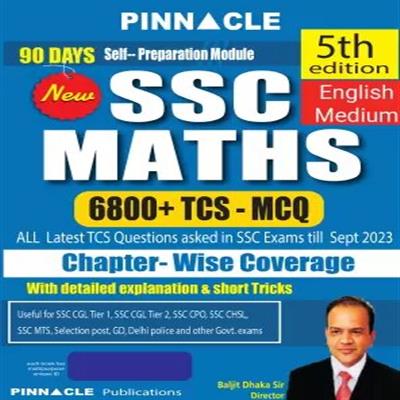 PINNACLE
90 DAYS Self-- Preparation Module
5th
edition
New
SSC
English
Medium
MATHS
6800+ TCS - MCQ
ALL Latest TCS Questions asked in SSC Exams till Sept 2023
Chapter- Wise Coverage
With detailed explanation & short Tricks
Useful for SSC CGL Tier 1, SSC CGL Tier 2, SSC CPO, SSC CHSL,
SSC MTS, Selection post, GD, Delhi police and other Govt. exams
PINNACLE Publications
Baljit Dhaka Sir
Director